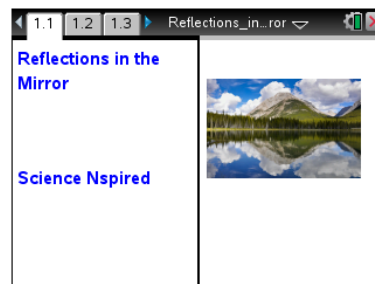 1.1 1.2 1.3 Reflections_in...ror
Reflections in the
Mirror
Science Nspired